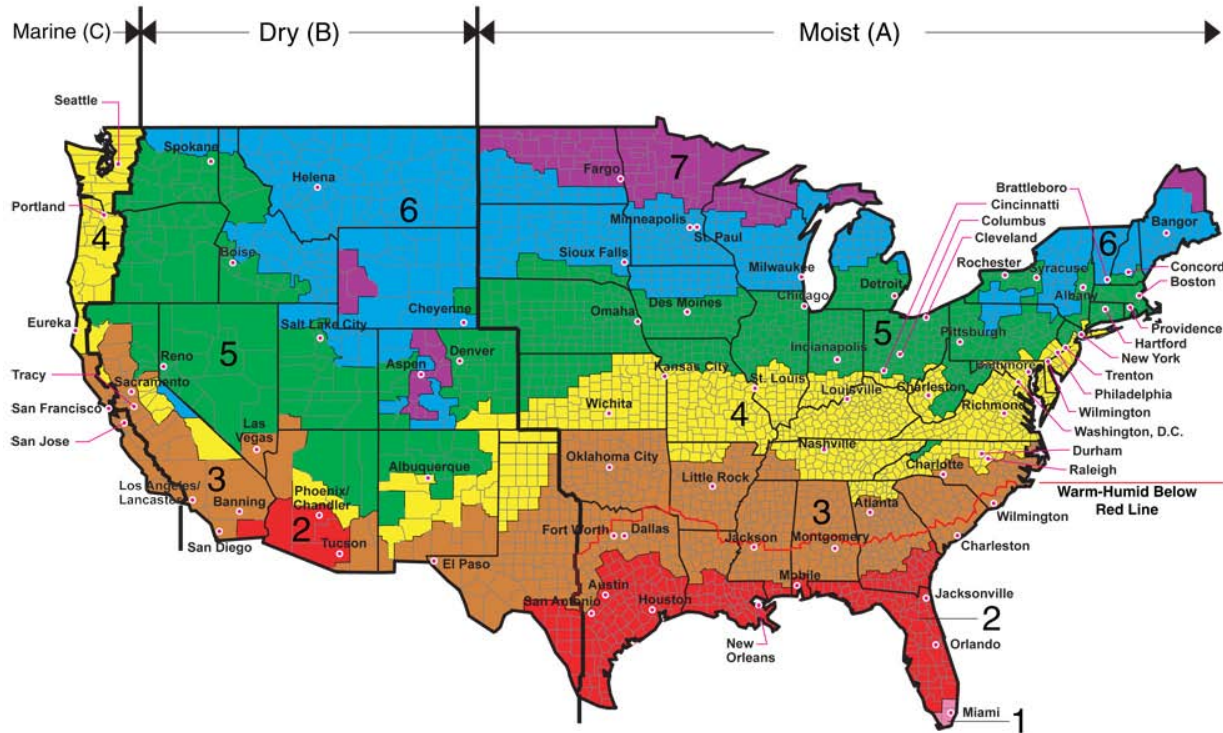 Marine (C)
Dry (B)
Moist (A)
Seattle
Spokane
Helena
Fargo
7
Portland
4
6
Minneapolis
St. Paul
Brattleboro
Cincinnatti
Columbus
Cleveland
Bangor
6
Boise
Sioux Falls
Milwaukee
Rochester
Syracuse
Concord
Boston
Detroit
Albany
Eureka
Salt Lake City
Cheyenne
Omaha
Des Moines
Chicago
5
Pittsburgh
Providence
Hartford
New York
Reno
5
Aspen
Denver
Indianapolis
Trenton
Tracy
Sacramento
Kansas City
St. Louis
Louisville
Charleston
Baltimore
Philadelphia
San Francisco
Wichita
4
Richmond
Wilmington
San Jose
Las
Vegas
Nashville
Washington, D.C.
Albuquerque
Oklahoma City
Durham
3
Little Rock
Charlotte
Raleigh
Los Angeles/
Lancaster
Banning
Phoenix/
Chandler
2
3
Atlanta
Warm-Humid Below
Red Line
Wilmington
San Diego
Tucson
El Paso
Fort Worth
Dallas
Jackson
Montgomery
Charleston
Austin
San Antonio
Houston
Mobile
Jacksonville
2
New
Orleans
Orlando
Miami
1